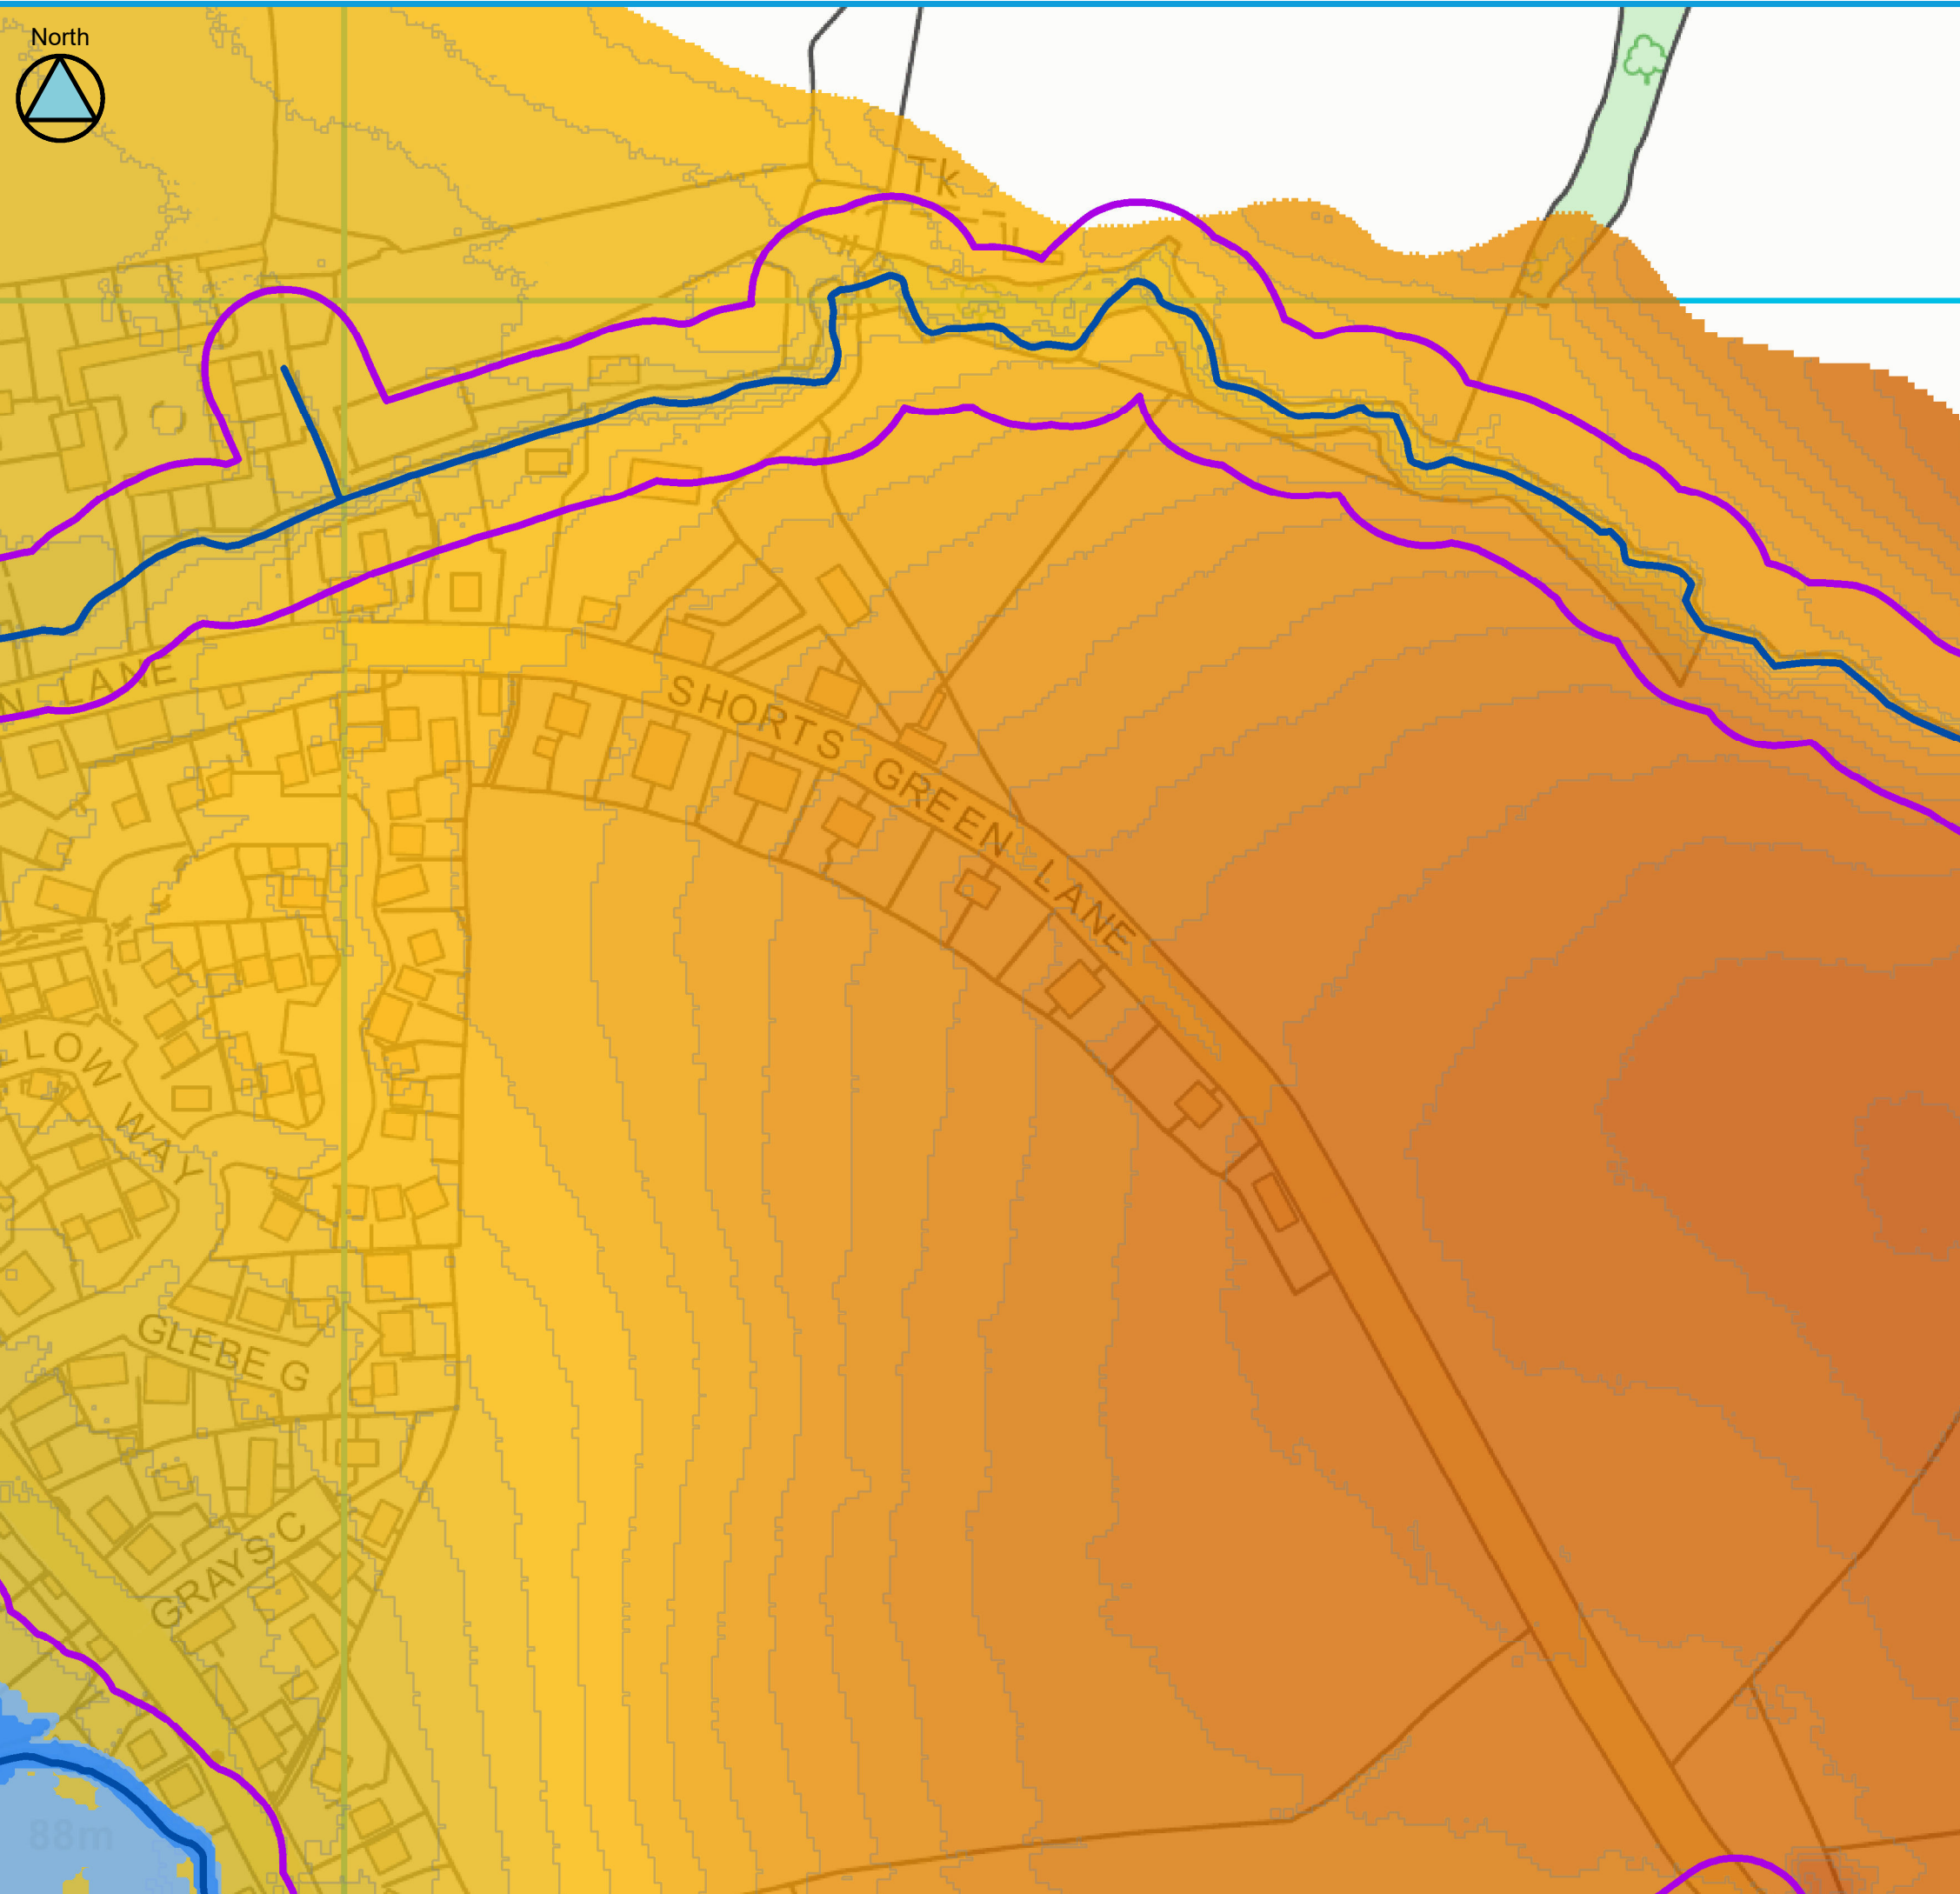 North
Tk
N LANE
SHORTS GREEN LANE
LLOW WAY
GLEBE G
GRAYS C
88m